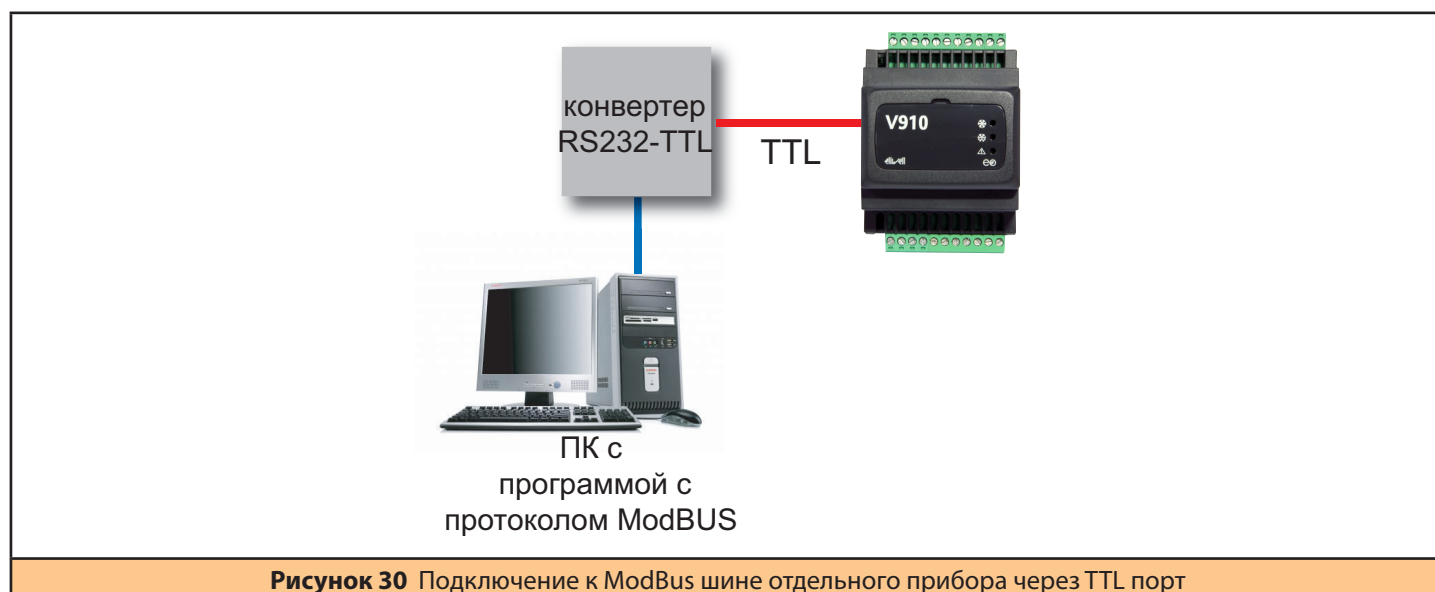 конвертер
RS232-TTL
TTL
V910
eliwell
ПК с
программой с
протоколом ModBUS
Рисунок 30 Подключение к ModBus шине отдельного прибора через TTL порт